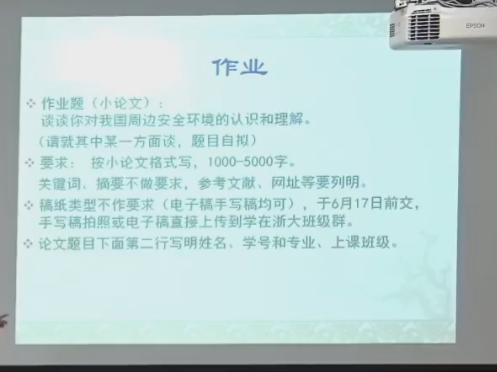 EPSON
作业
❖ 作业题（小论文）：
谈谈你对我国周边安全环境的认识和理解。
（请就其中某一方面谈，题目自拟）
❖ 要求： 按小论文格式写，1000-5000字。
关键词、摘要不做要求，参考文献、网址等要列明。
❖ 稿纸类型不作要求（电子稿手写稿均可），于6月17日前交，
手写稿拍照或电子稿直接上传到学在浙大班级群。
❖ 论文题目下面第二行写明姓名、学号和专业、上课班级。